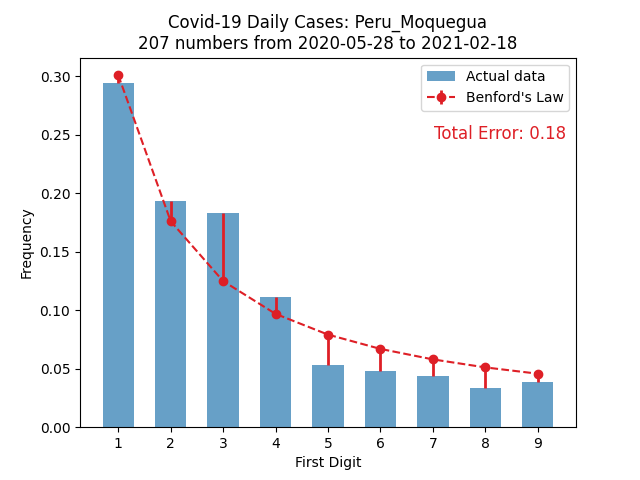 Covid-19 Daily Cases: Peru_Moquegua
207 numbers from 2020-05-28 to 2021-02-18
Actual data
Benford's Law
Total Error: 0.18
Frequency
0.30
0.25
0.20
0.15
0.10
0.05
0.00
1 2 3 4 5 6 7 8 9
First Digit